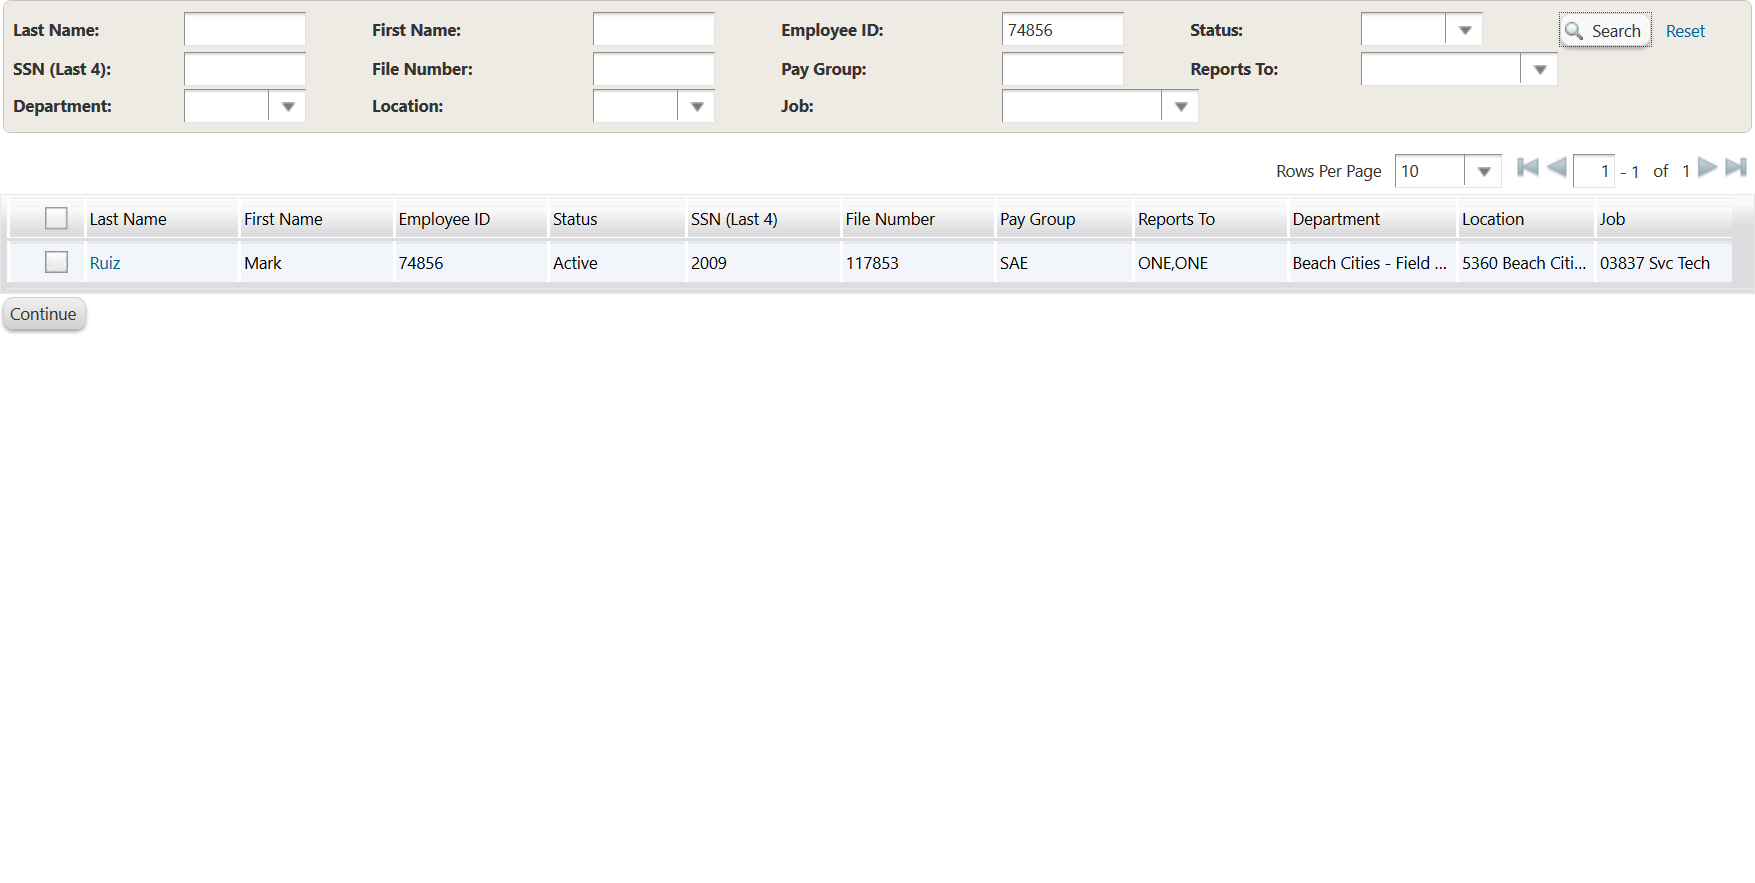 Last Name: First Name: Employee ID: 74856 Status: Search Reset
SSN (Last 4): File Number: Pay Group: Reports To:
Department: Location: Job:
Rows Per Page 10 1 - 1 of 1
Last Name First Name Employee ID Status SSN (Last 4) File Number Pay Group Reports To Department Location Job
Ruiz Mark 74856 Active 2009 117853 SAE ONE,ONE Beach Cities - Field ... 5360 Beach Citi... 03837 Svc Tech
Continue